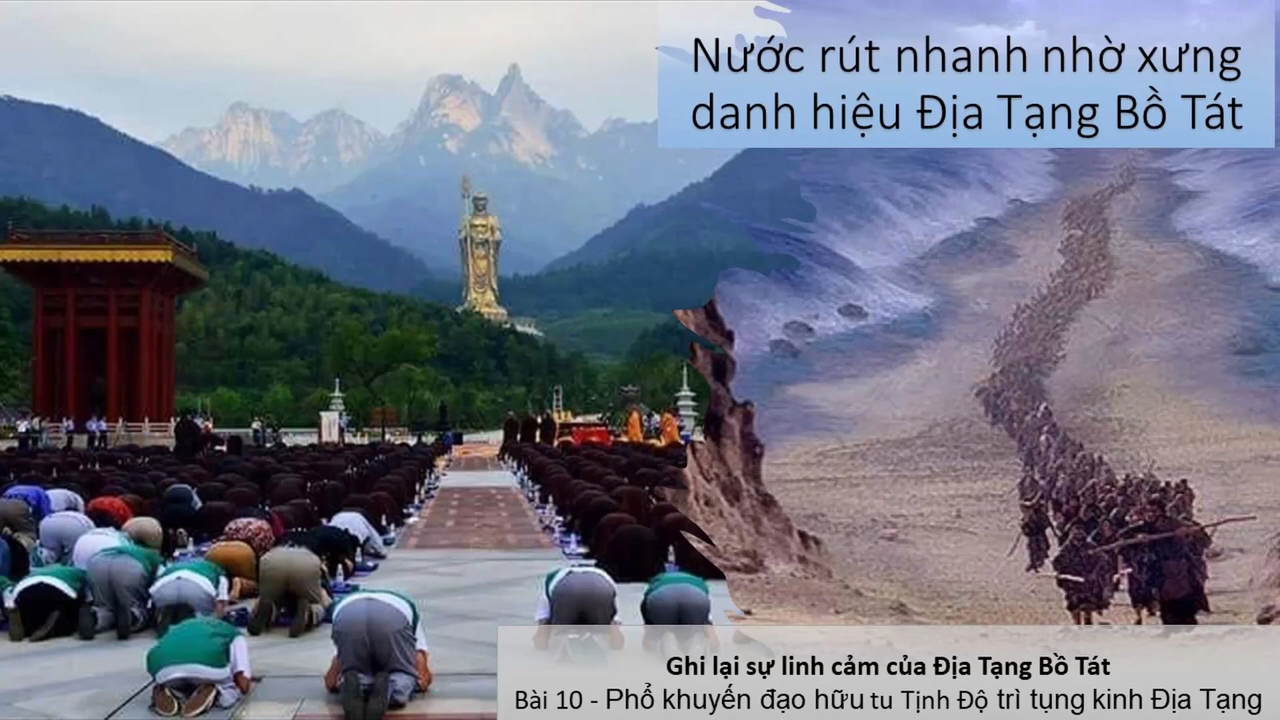 Nước rút nhanh nhờ xưng
danh hiệu Địa Tạng Bồ Tát
Ghi lại sự linh cảm của Địa Tạng Bồ Tát
Bài 10 - Phổ khuyến đạo hữu tu Tịnh Độ trì tụng kinh Địa Tạng